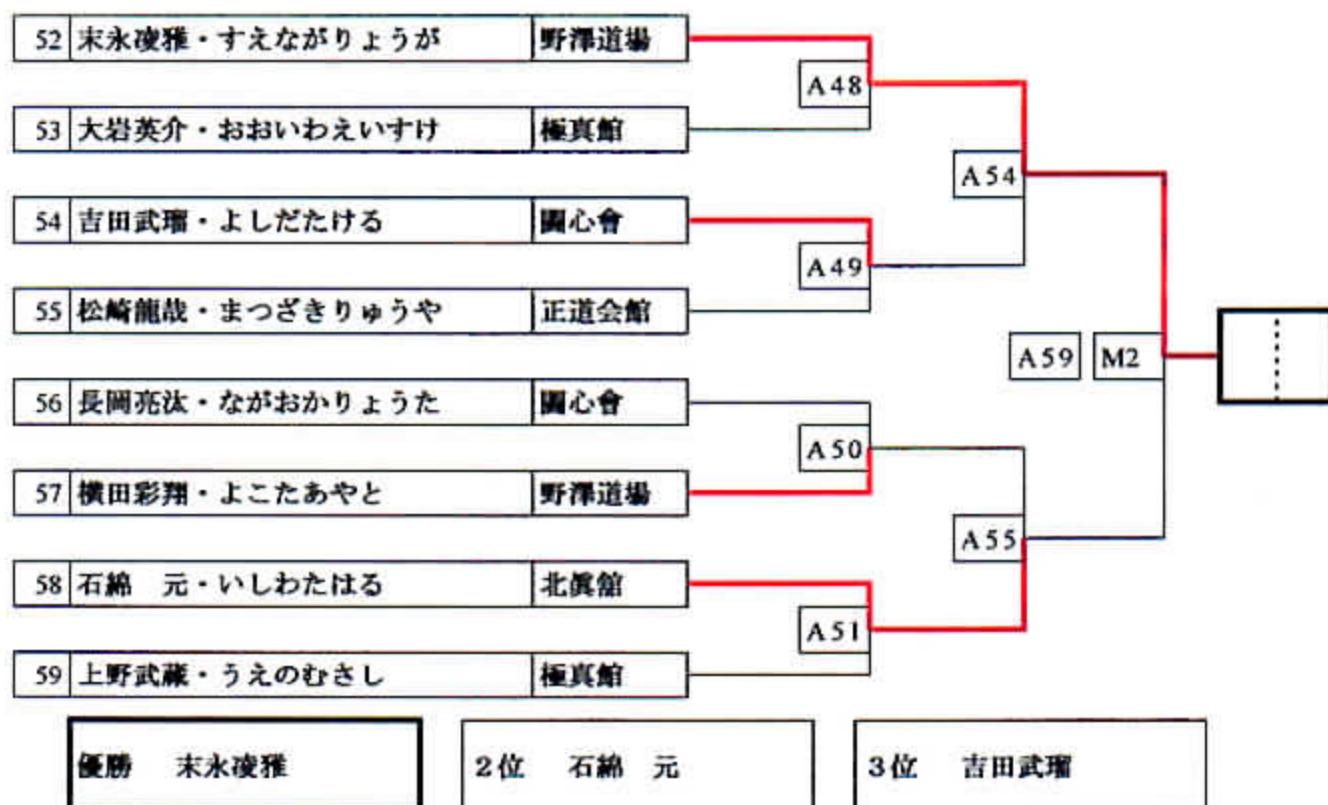 52 末永凌雅・すえながりょうが 野澤道場
A48
53 大岩英介・おおいわえいすけ 極真館
A54
54 吉田武瑠・よしだたける 闘心會
A49
55 松崎龍哉・まつざきりゅうや 正道会館
A59 M2
56 長岡亮汰・ながおかりょうた 闘心會
A50
57 横田彩翔・よこたあやと 野澤道場
A55
58 石綿 元・いしわたはる 北眞舘
A51
59 上野武蔵・うえのむさし 極真館
優勝 末永凌雅
2位 石綿 元
3位 吉田武瑠